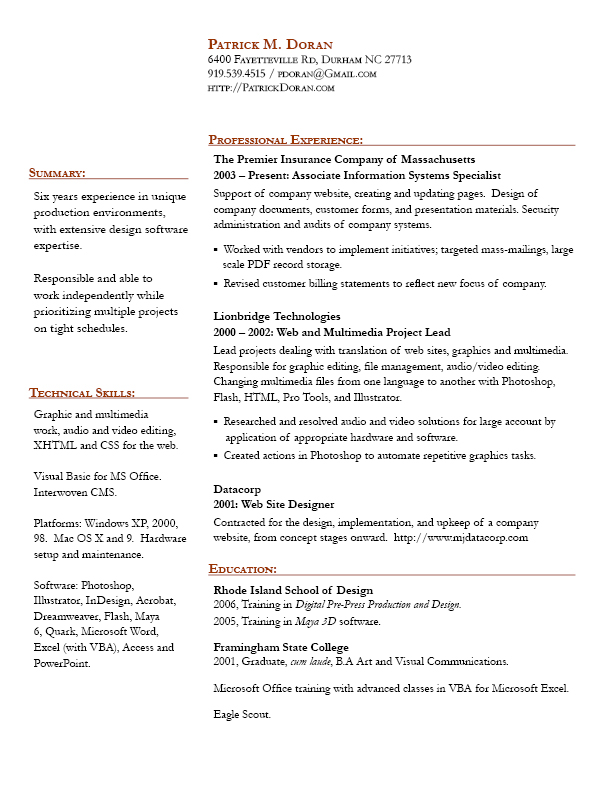 Patrick M. Doran
6400 Fayetteville Rd, Durham NC 27713
919.539.4515 / pdoran@Gmail.com
http://PatrickDoran.com
Summary:
Six years experience in unique
production environments,
with extensive design software
expertise.
Responsible and able to
work independently while
prioritizing multiple projects
on tight schedules.
Technical Skills:
Graphic and multimedia
work, audio and video editing,
XHTML and CSS for the web.
Visual Basic for MS Office.
Interwoven CMS.
Platforms: Windows XP, 2000,
98.  Mac OS X and 9.  Hardware
setup and maintenance.
Software: Photoshop,
Illustrator, InDesign, Acrobat,
Dreamweaver, Flash, Maya
6, Quark, Microsoft Word,
Excel (with VBA), Access and
PowerPoint.
Professional Experience:
The Premier Insurance Company of Massachusetts
2003 – Present: Associate Information Systems Specialist
Support of company website, creating and updating pages.  Design of
company documents, customer forms, and presentation materials. Security
administration and audits of company systems.
▪ Worked with vendors to implement initiatives; targeted mass-mailings, large
scale PDF record storage.
▪ Revised customer billing statements to reflect new focus of company.
Lionbridge Technologies
2000 – 2002: Web and Multimedia Project Lead
Lead projects dealing with translation of web sites, graphics and multimedia.
Responsible for graphic editing, file management, audio/video editing.
Changing multimedia files from one language to another with Photoshop,
Flash, HTML, Pro Tools, and Illustrator.
▪ Researched and resolved audio and video solutions for large account by
application of appropriate hardware and software.
▪ Created actions in Photoshop to automate repetitive graphics tasks.
Datacorp
2001: Web Site Designer
Contracted for the design, implementation, and upkeep of a company
website, from concept stages onward.  http://www.mjdatacorp.com
Education:
Rhode Island School of Design
2006, Training in Digital Pre-Press Production and Design.
2005, Training in Maya 3D software.
Framingham State College
2001, Graduate, cum laude, B.A Art and Visual Communications.
Microsoft Office training with advanced classes in VBA for Microsoft Excel.
Eagle Scout.